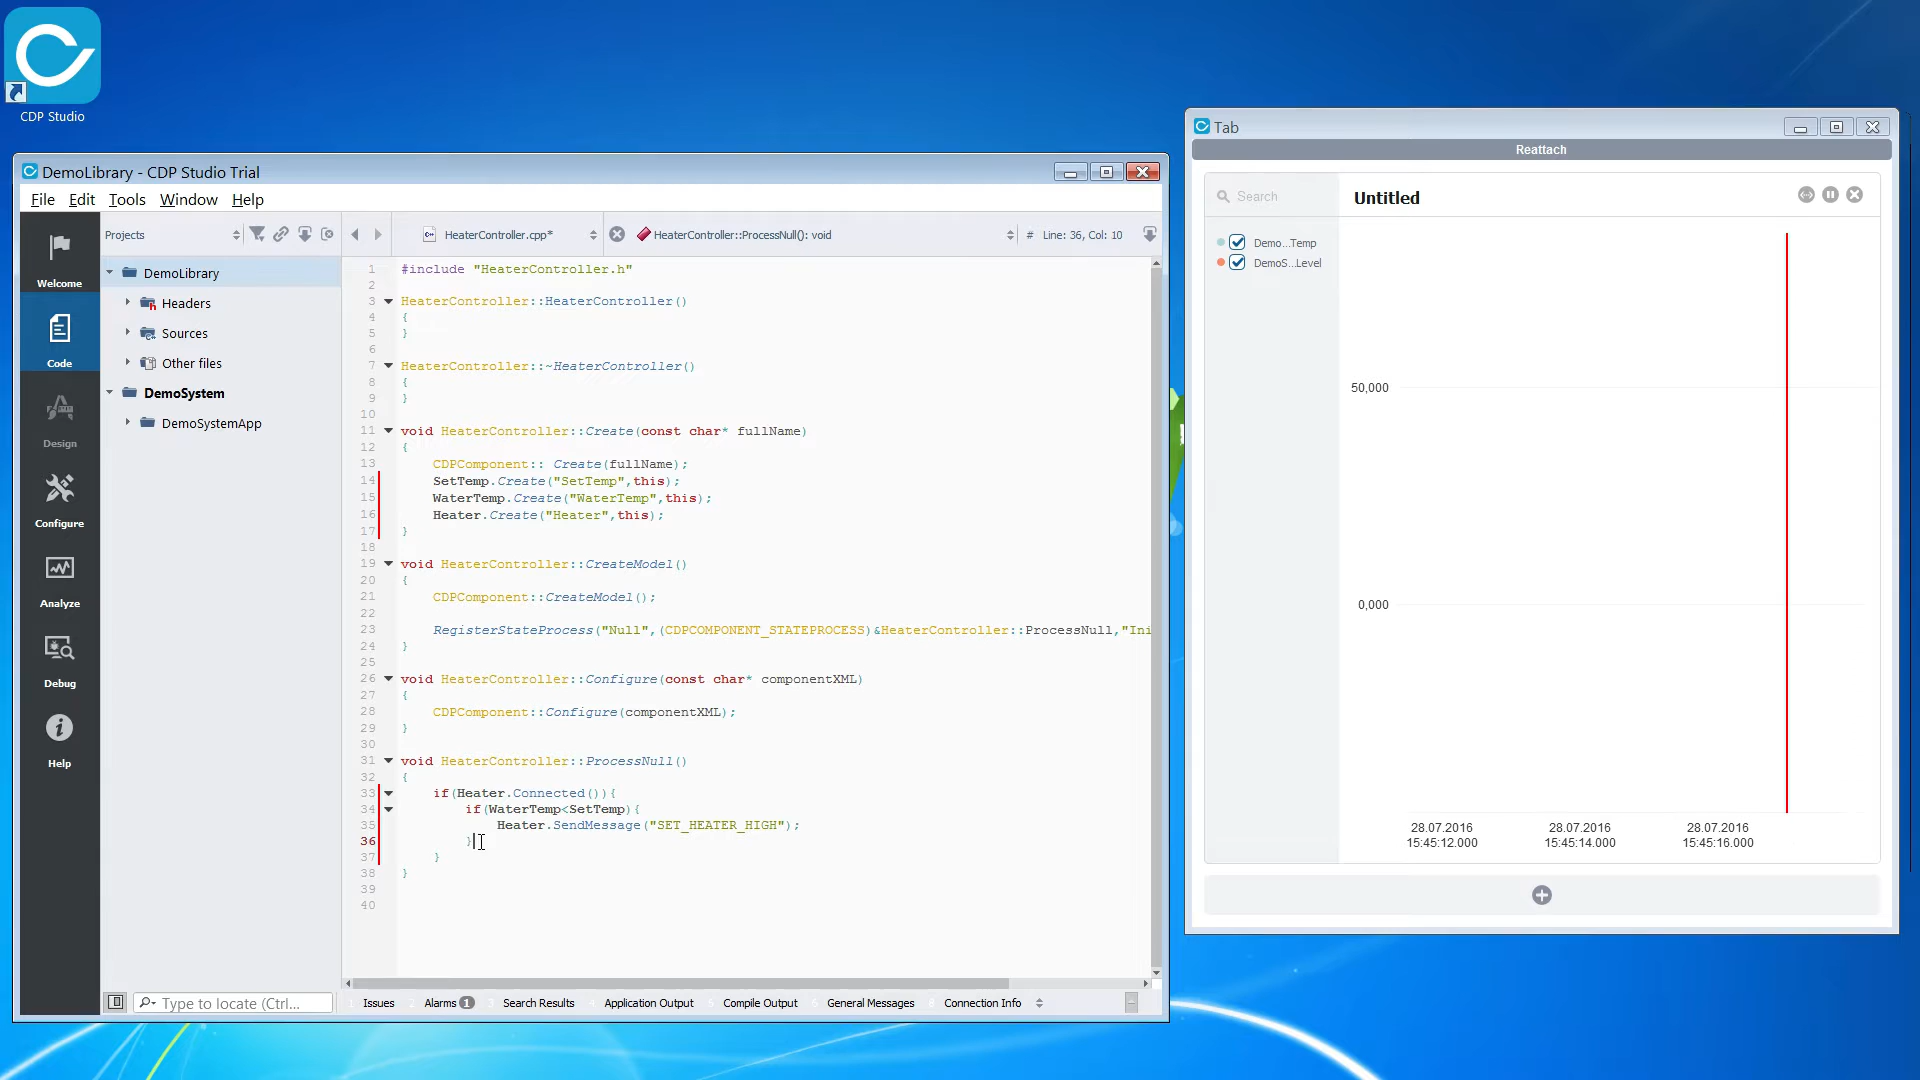 CDP Studio
DemoLibrary - CDP Studio Trial
File Edit Tools Window Help
Projects
HeaterController.cpp*
HeaterController::ProcessNull(): void
# Line: 36, Col: 10
Welcome
Code
Design
Configure
Analyze
Debug
Help
DemoLibrary
Headers
Sources
Other files
DemoSystem
DemoSystemApp
1 #include "HeaterController.h"
2
3 HeaterController::HeaterController()
4 {
5 }
6
7 HeaterController::~HeaterController()
8 {
9 }
10
11 void HeaterController::Create(const char* fullName)
12 {
13 CDPComponent:: Create(fullName);
14 SetTemp.Create("SetTemp",this);
15 WaterTemp.Create("WaterTemp",this);
16 Heater.Create("Heater",this);
17 }
18
19 void HeaterController::CreateModel()
20 {
21 CDPComponent::CreateModel();
22
23 RegisterStateProcess("Null",(CDPCOMPONENT_STATEPROCESS)&HeaterController::ProcessNull,"Ini
24 }
25
26 void HeaterController::Configure(const char* componentXML)
27 {
28 CDPComponent::Configure(componentXML);
29 }
30
31 void HeaterController::ProcessNull()
32 {
33 if(Heater.Connected()){
34 if(WaterTemp<SetTemp){
35 Heater.SendMessage("SET_HEATER_HIGH");
36 }
37 }
38 }
39
40
Type to locate (Ctrl...
Issues Alarms 1 Search Results Application Output Compile Output General Messages Connection Info
Tab
Reattach
Search
Untitled
Demo...Temp
DemoS...Level
50,000
0,000
28.07.2016 28.07.2016 28.07.2016
15:45:12.000 15:45:14.000 15:45:16.000